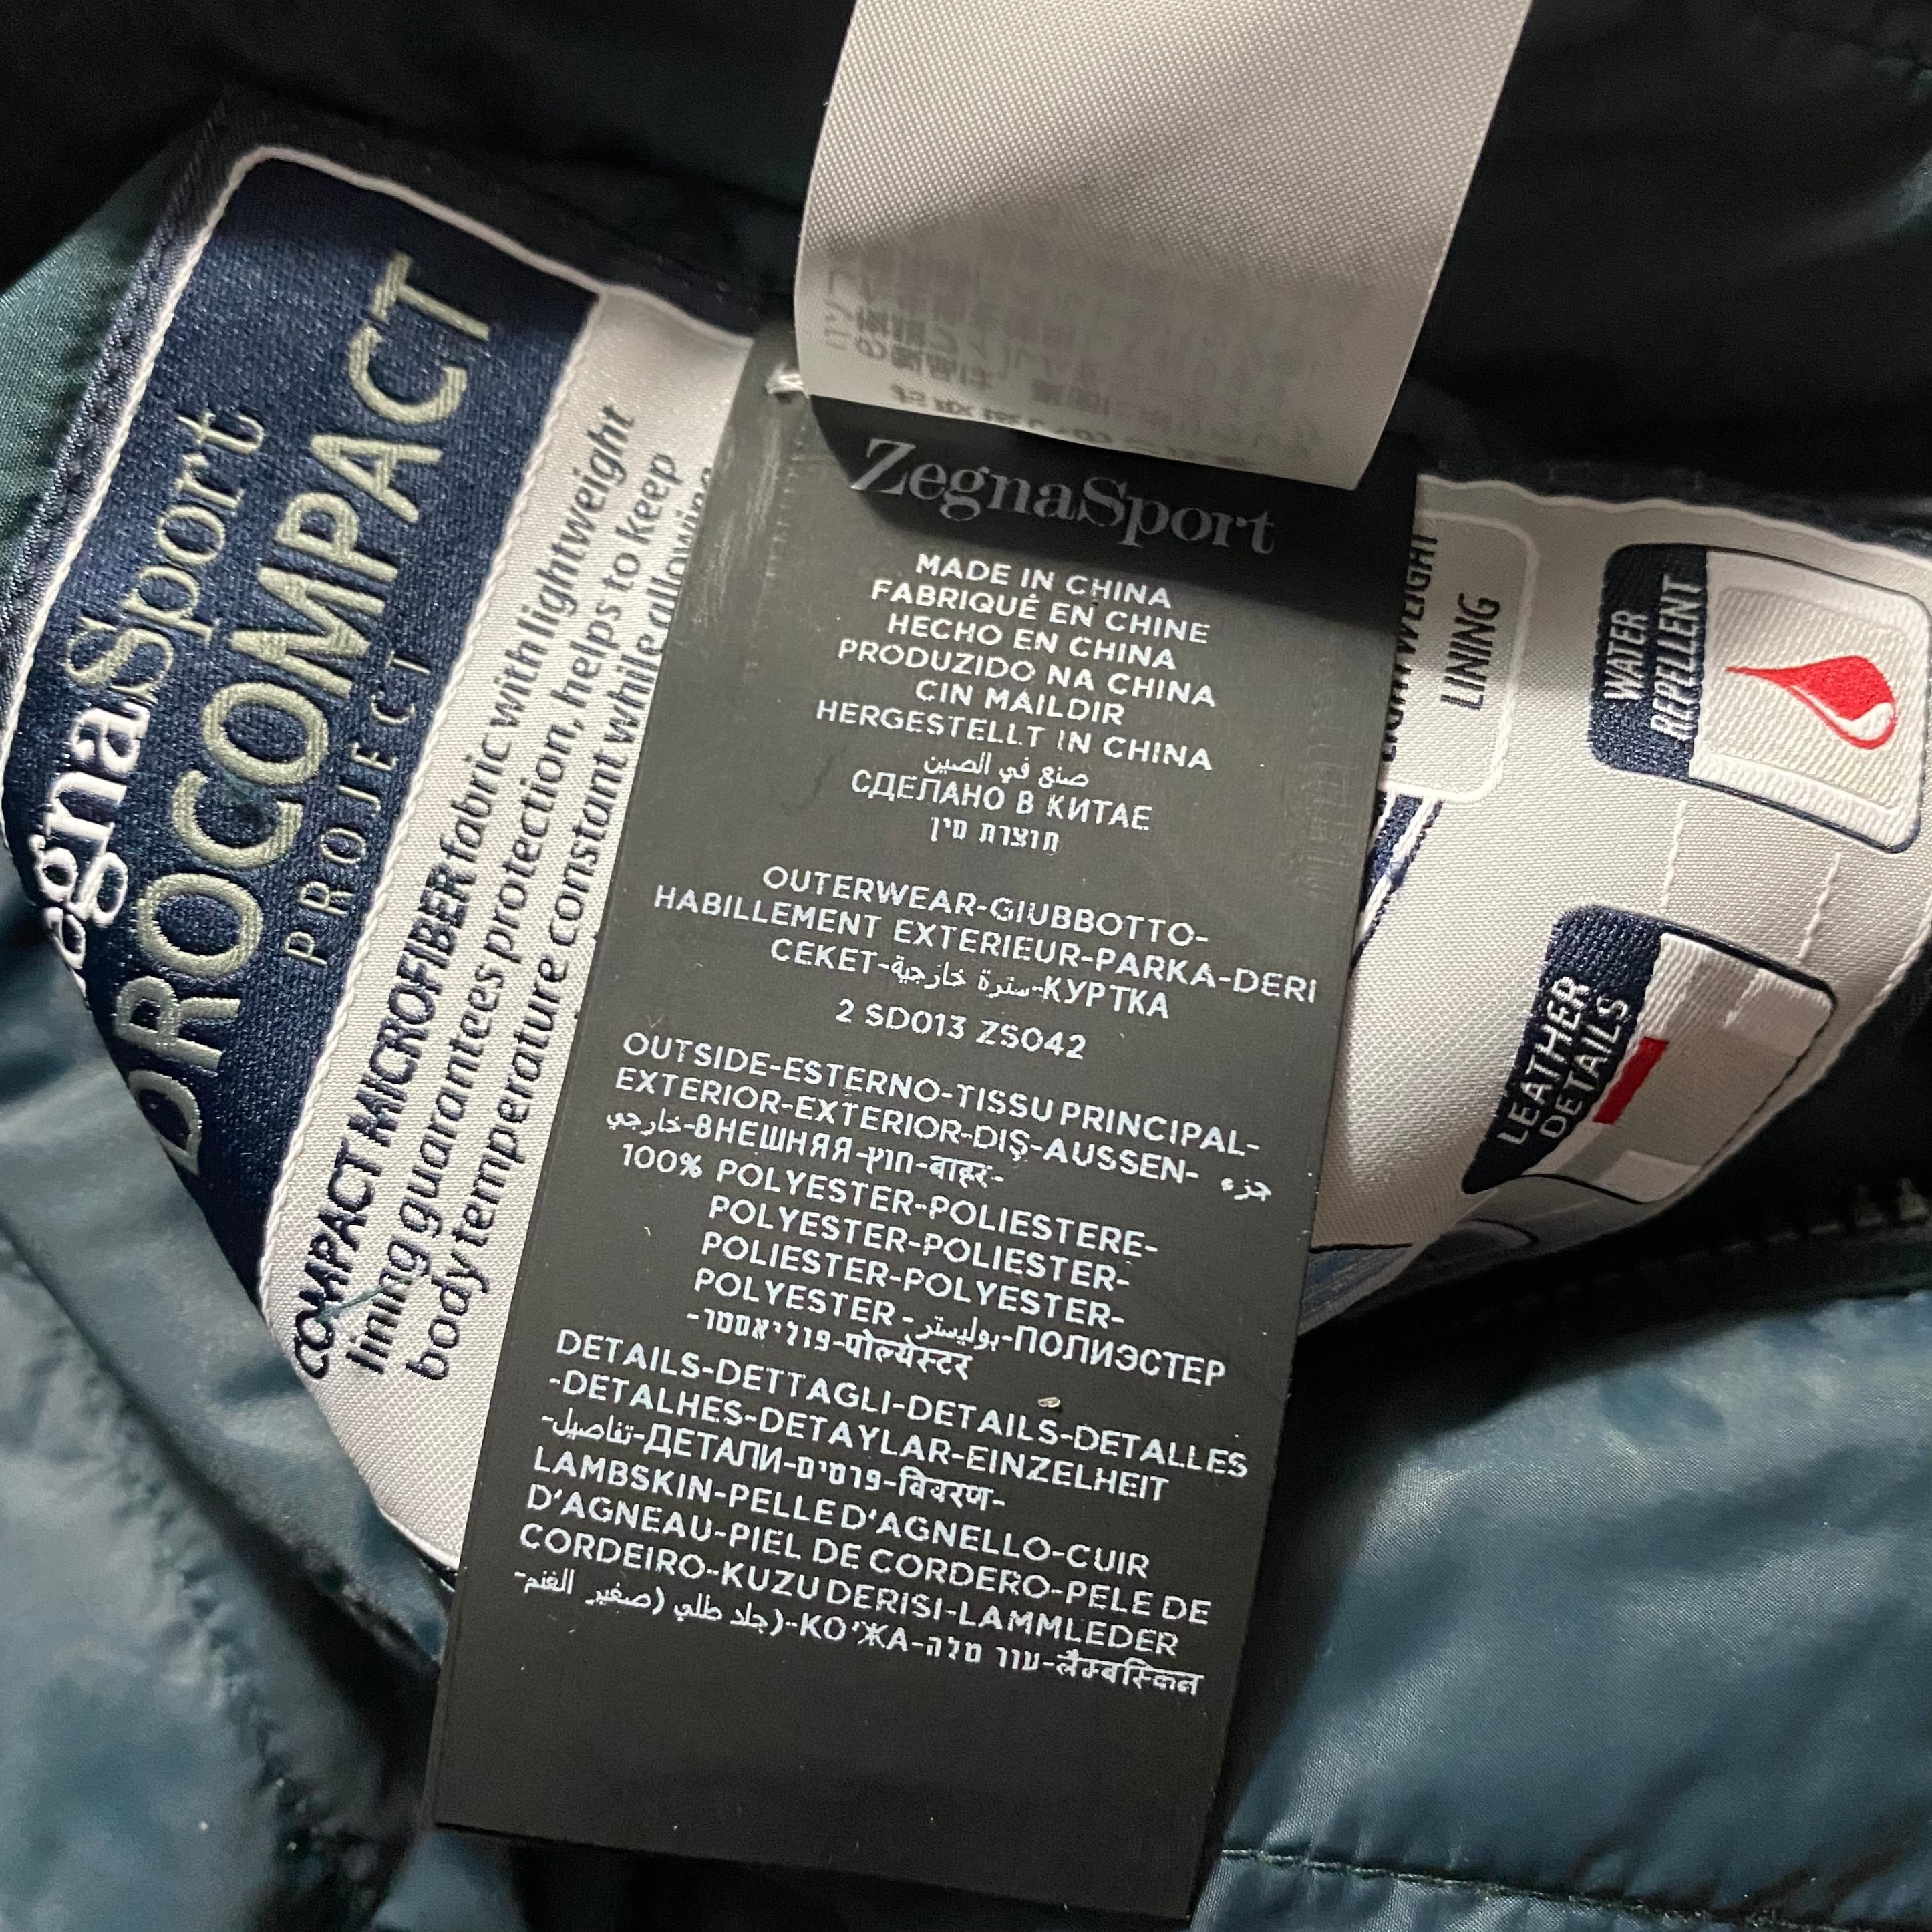 ZegnaSport
DROCOMPACT
PROJECT
COMPACT MICROFIBER fabric with lightweight
lining guarantees protection, helps to keep
body temperature constant while allowing
ZegnaSport
MADE IN CHINA
FABRIQUÉ EN CHINE
HECHO EN CHINA
PRODUZIDO NA CHINA
CIN MAILDIR
HERGESTELLT IN CHINA
صنع في الصين
СДЕЛАНО В КИТАЕ
תוצרת סין
OUTERWEAR-GIUBBOTTO-
HABILLEMENT EXTERIEUR-PARKA-DERI
CEKET-سترة خارجية-КУРТКА
2 SD013 ZS042
OUTSIDE-ESTERNO-TISSU PRINCIPAL-
EXTERIOR-EXTERIOR-DIŞ-AUSSEN- جزء
خارجي-ВНЕШНЯЯ-חוץ-बाहर-
100% POLYESTER-POLIESTERE-
POLYESTER-POLIESTER-
POLIESTER-POLYESTER-
POLYESTER-بوليستر-ПОЛИЭСТЕР
-פוליאסטר-पोल्येस्टर
DETAILS-DETTAGLI-DETAILS-DETALLES
-DETALHES-DETAYLAR-EINZELHEIT
-تفاصيل-ДЕТАЛИ-פרטים-विवरण-
LAMBSKIN-PELLE D'AGNELLO-CUIR
D'AGNEAU-PIEL DE CORDERO-PELE DE
CORDEIRO-KUZU DERISI-LAMMLEDER
-جلد طلي (صغير الغنم)-КО'ЖА-עור טלה-लैम्बस्किन
LIGHTWEIGHT
LINING
WATER
REPELLENT
LEATHER
DETAILS